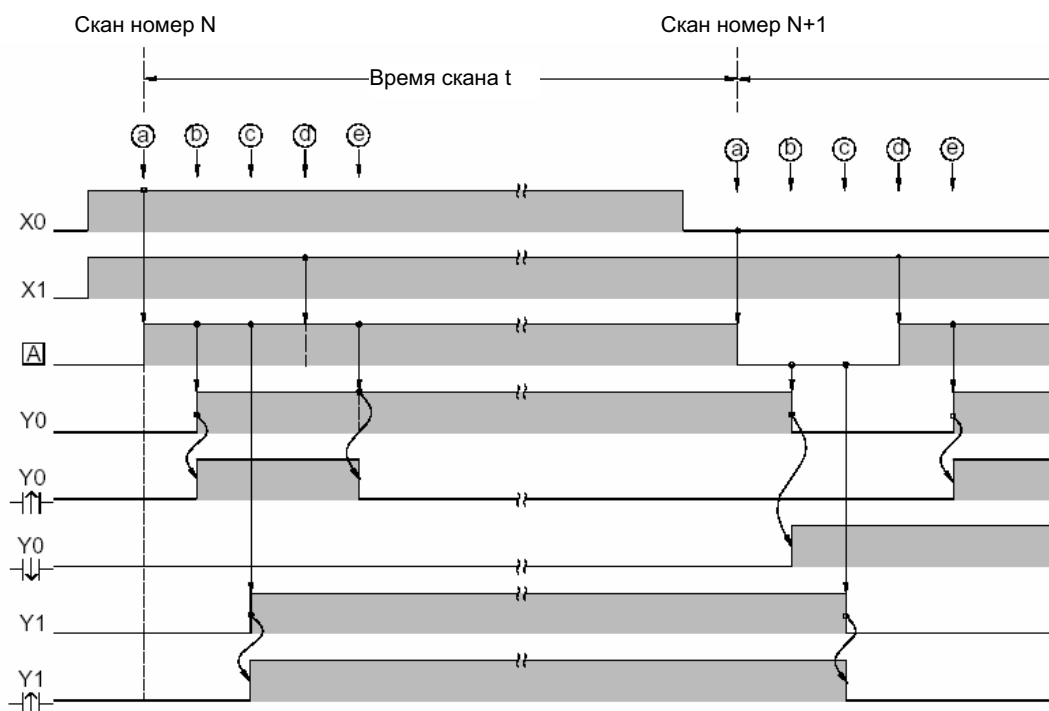 Скан номер N
Скан номер N+1
Время скана t
a b c d e
a b c d e
X0
X1
A
Y0
Y0
Y0
Y1
Y1